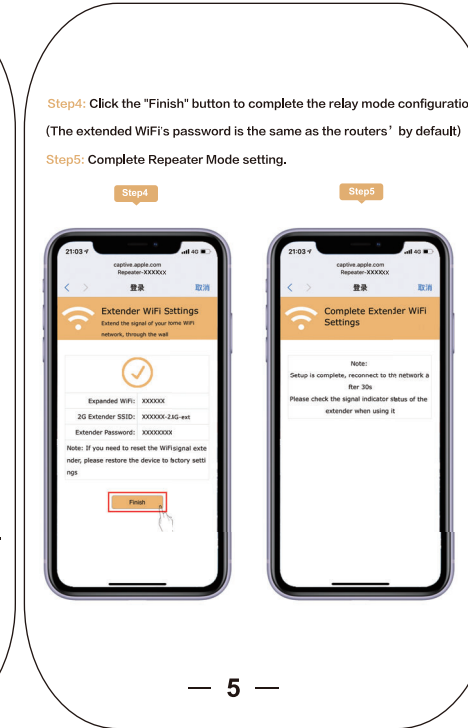 Step4: Click the "Finish" button to complete the relay mode configuratio
(The extended WiFi's password is the same as the routers' by default)
Step5: Complete Repeater Mode setting.
Step4
Step5
21:03
4G
captive.apple.com
Repeater-XXXXXX
登录
取消
Extender WiFi Settings
Extend the signal of your home WiFi
network, through the wall
Expanded WiFi: XXXXXX
2G Extender SSID: XXXXXX-2.4G-ext
Extender Password: XXXXXXXX
Note: If you need to reset the WiFi signal exte
nder, please restore the device to factory setti
ngs
Finish
21:03
4G
captive.apple.com
Repeater-XXXXXX
登录
取消
Complete Extender WiFi
Settings
Note:
Setup is complete, reconnect to the network a
fter 30s
Please check the signal indicator status of the
extender when using it
— 5 —